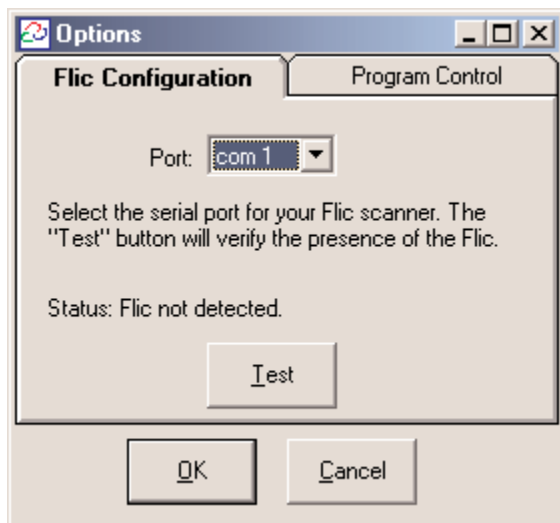 Options
Flic Configuration
Program Control
Port: com 1
Select the serial port for your Flic scanner. The
"Test" button will verify the presence of the Flic.
Status: Flic not detected.
Test
OK
Cancel